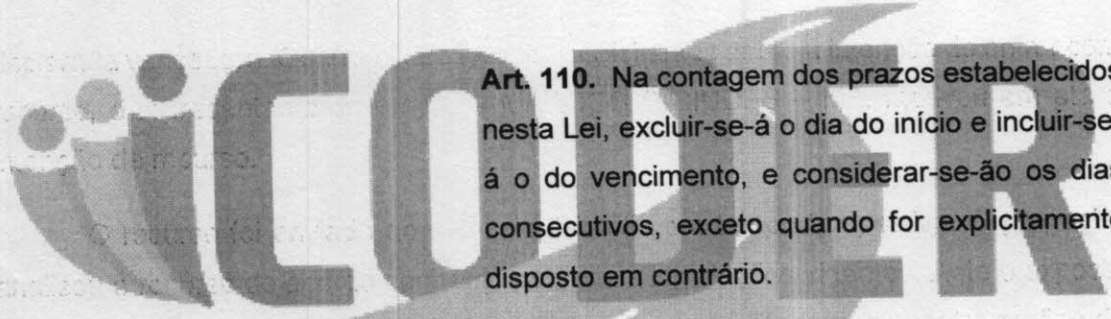 CODER
Art. 110. Na contagem dos prazos estabelecidos
nesta Lei, excluir-se-á o dia do início e incluir-se-
á o do vencimento, e considerar-se-ão os dias
consecutivos, exceto quando for explicitamente
disposto em contrário.